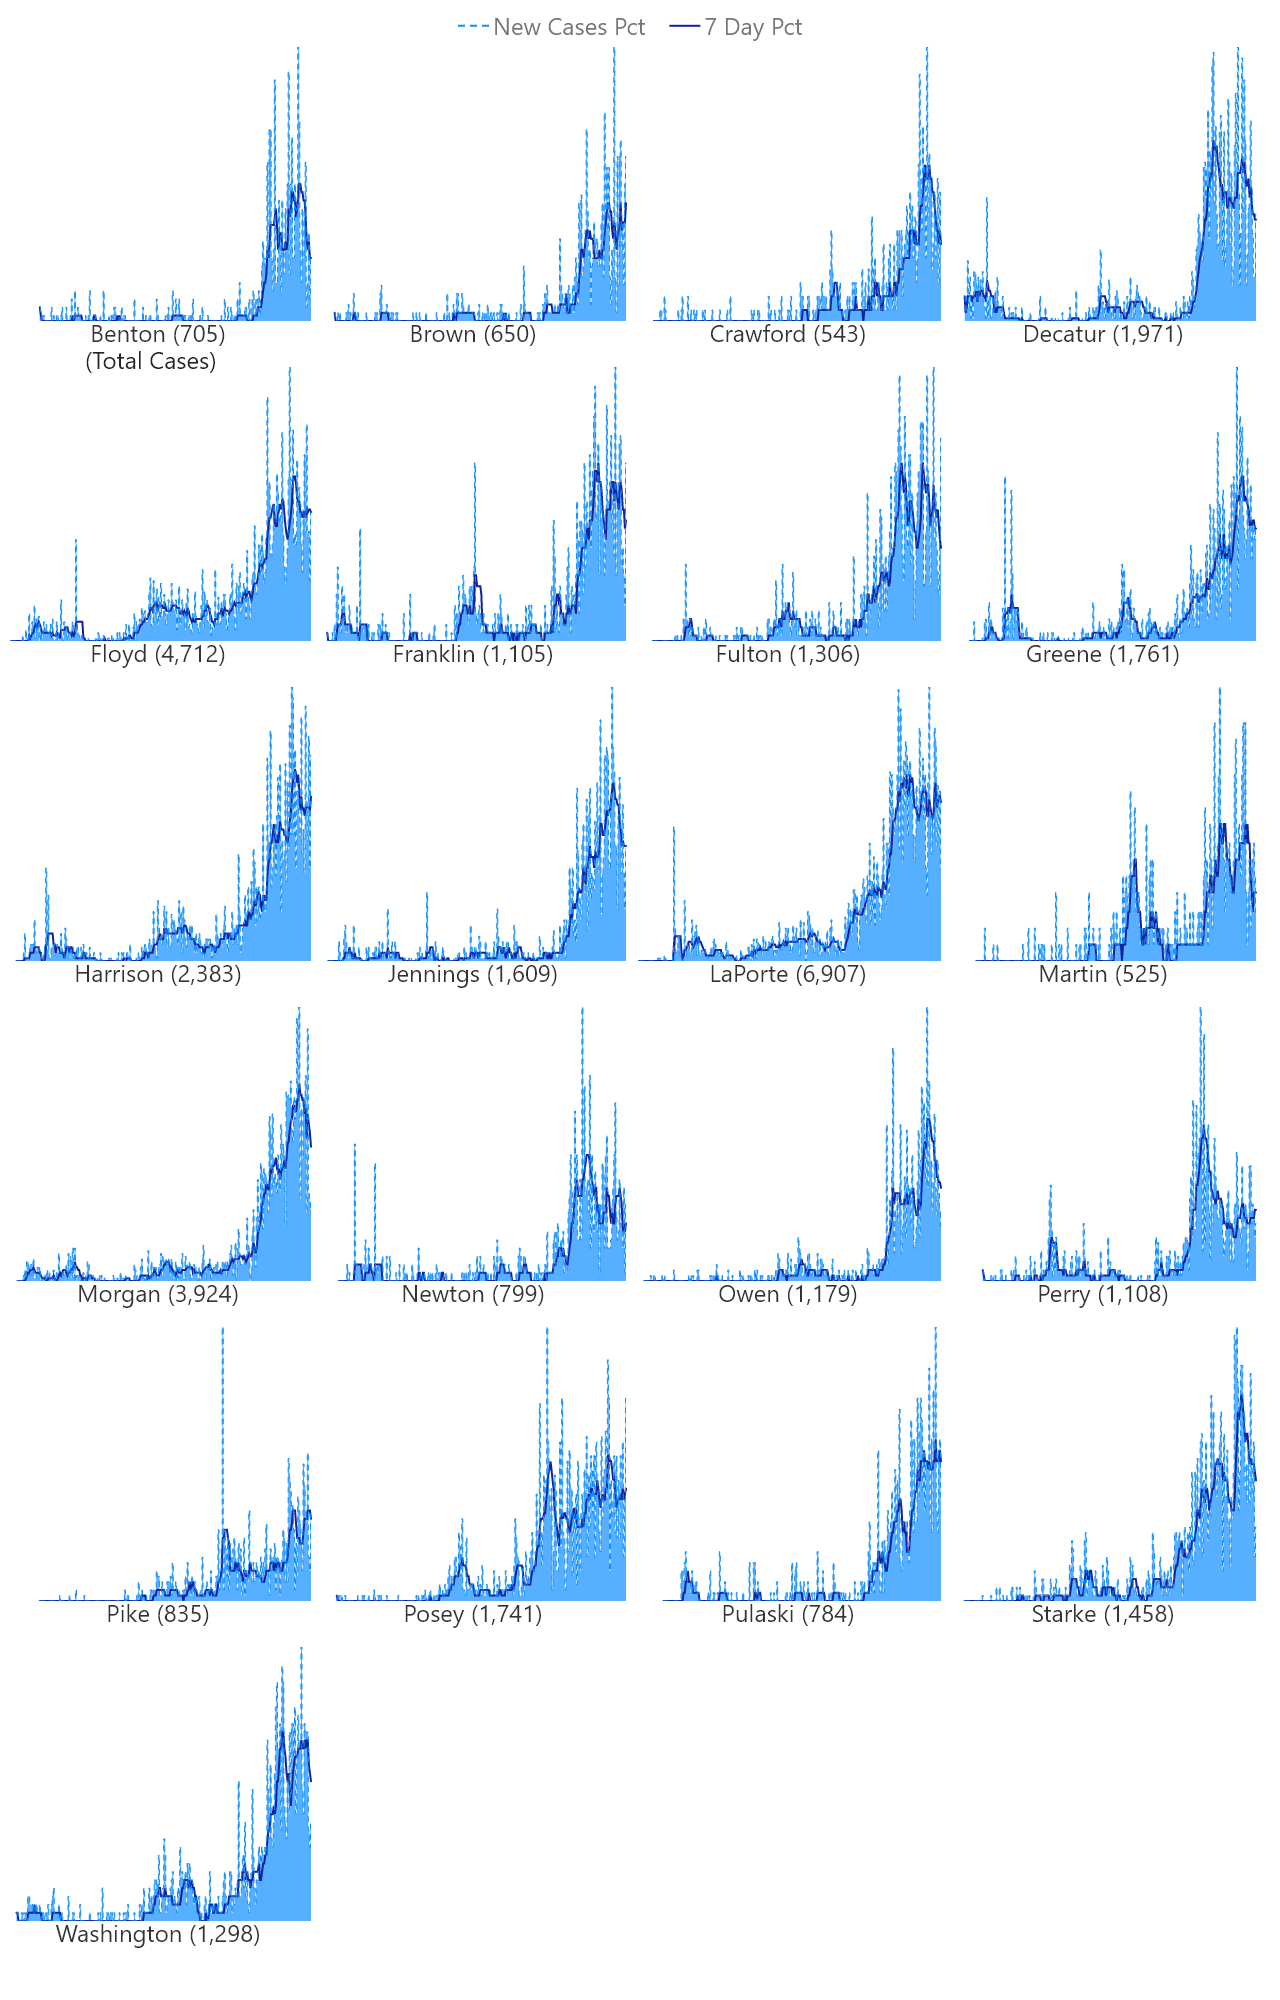 New Cases Pct 7 Day Pct
Benton (705) Brown (650) Crawford (543) Decatur (1,971)
(Total Cases)
Floyd (4,712) Franklin (1,105) Fulton (1,306) Greene (1,761)
Harrison (2,383) Jennings (1,609) LaPorte (6,907) Martin (525)
Morgan (3,924) Newton (799) Owen (1,179) Perry (1,108)
Pike (835) Posey (1,741) Pulaski (784) Starke (1,458)
Washington (1,298)